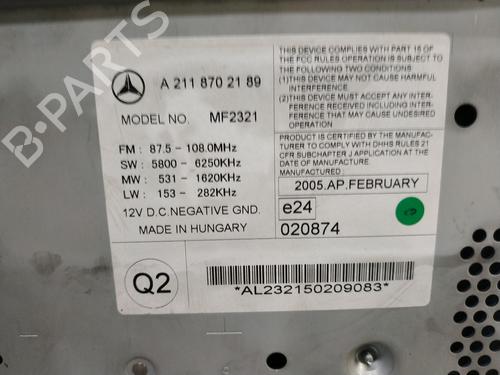 B-PARTS
A 211 870 21 89
MODEL NO. MF2321
FM : 87.5 - 108.0MHz
SW : 5800 - 6250KHz
MW : 531 - 1620KHz
LW : 153 - 282KHz
12V D.C.NEGATIVE GND.
MADE IN HUNGARY
THIS DEVICE COMPLIES WITH PART 15 OF
THE FCC RULES OPERATION IS SUBJECT TO
THE FOLLOWING TWO CONDITIONS
(1)THIS DEVICE MAY NOT CAUSE HARMFUL
INTERFERENCE
(2)THIS DEVICE MUST ACCEPT ANY INTER-
FERENCE RECEIVED INCLUDING INTER-
FERENCE THAT MAY CAUSE UNDESIRED
OPERATION
PRODUCT IS CERTIFIED BY THE MANUFAC-
TURER TO COMPLY WITH DHHS RULES 21
CFR SUBCHAPTER J APPLICATION AT THE
DATE OF MANUFACTURE
MANUFACTURED
2005.AP.FEBRUARY
e24
020874
Q2
*AL232150209083*